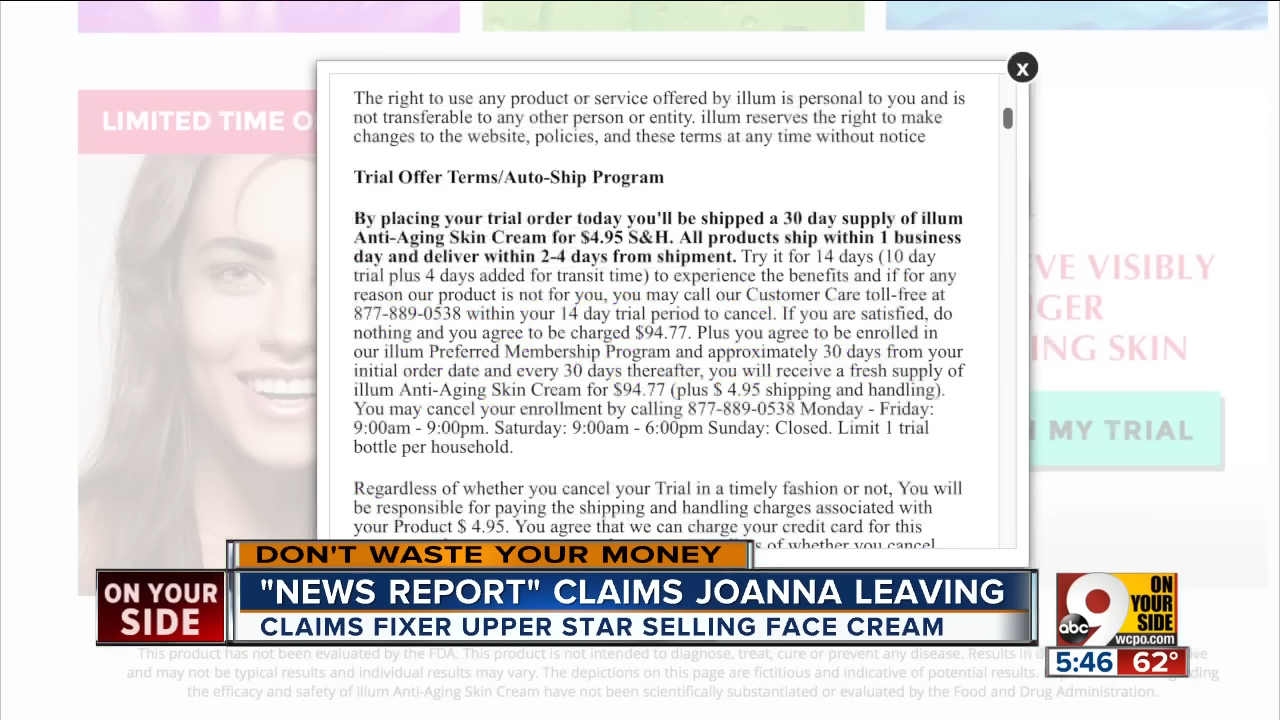 LIMITED TIME O
The right to use any product or service offered by illum is personal to you and is
not transferable to any other person or entity. illum reserves the right to make
changes to the website, policies, and these terms at any time without notice
Trial Offer Terms/Auto-Ship Program
By placing your trial order today you'll be shipped a 30 day supply of illum
Anti-Aging Skin Cream for $4.95 S&H. All products ship within 1 business
day and deliver within 2-4 days from shipment. Try it for 14 days (10 day
trial plus 4 days added for transit time) to experience the benefits and if for any
reason our product is not for you, you may call our Customer Care toll-free at
877-889-0538 within your 14 day trial period to cancel. If you are satisfied, do
nothing and you agree to be charged $94.77. Plus you agree to be enrolled in
our illum Preferred Membership Program and approximately 30 days from your
initial order date and every 30 days thereafter, you will receive a fresh supply of
illum Anti-Aging Skin Cream for $94.77 (plus $ 4.95 shipping and handling).
You may cancel your enrollment by calling 877-889-0538 Monday - Friday:
9:00am - 9:00pm. Saturday: 9:00am - 6:00pm Sunday: Closed. Limit 1 trial
bottle per household.
Regardless of whether you cancel your Trial in a timely fashion or not, You will
be responsible for paying the shipping and handling charges associated with
your Product $ 4.95. You agree that we can charge your credit card for this
of whether you cancel
x
EVE VISIBLY
NGER
ING SKIN
MY TRIAL
DON'T WASTE YOUR MONEY
ON YOUR
SIDE
"NEWS REPORT" CLAIMS JOANNA LEAVING
CLAIMS FIXER UPPER STAR SELLING FACE CREAM
abc 9
ON
YOUR
SIDE
wcpo.com
5:46 62°
This product has not been evaluated by the FDA. This product is not intended to diagnose, treat, cure or prevent any disease. Results in
and may not be typical results and individual results may vary. The depictions on this page are fictitious and indicative of potential results.
the efficacy and safety of Illum Anti-Aging Skin Cream have not been scientifically substantiated or evaluated by the Food and Drug Administration.